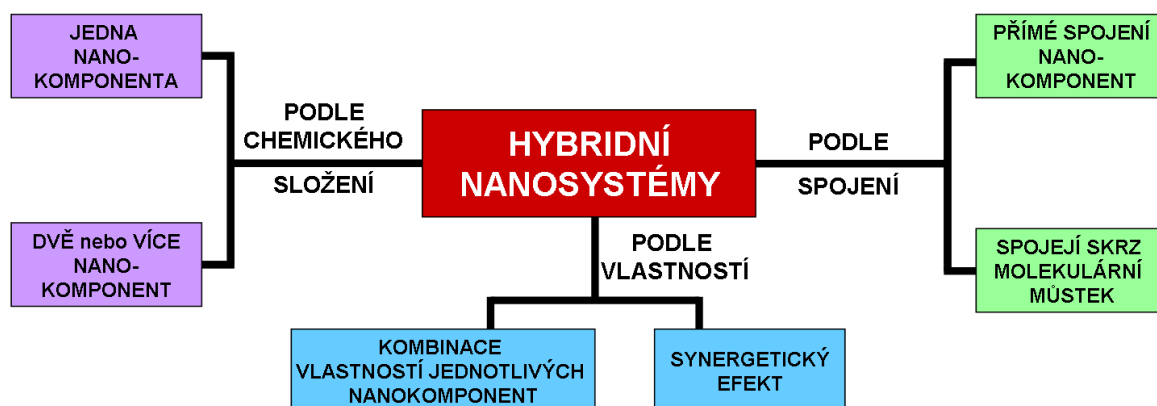 JEDNA
NANO-
KOMPONENTA
PODLE
CHEMICKÉHO
SLOŽENÍ
DVĚ nebo VÍCE
NANO-
KOMPONENT
HYBRIDNÍ
NANOSYSTÉMY
PODLE
VLASTNOSTÍ
KOMBINACE
VLASTNOSTÍ JEDNOTLIVÝCH
NANOKOMPONENT
SYNERGETICKÝ
EFEKT
PODLE
SPOJENÍ
PŘÍMÉ SPOJENÍ
NANO-
KOMPONENT
SPOJEJÍ SKRZ
MOLEKULÁRNÍ
MŮSTEK